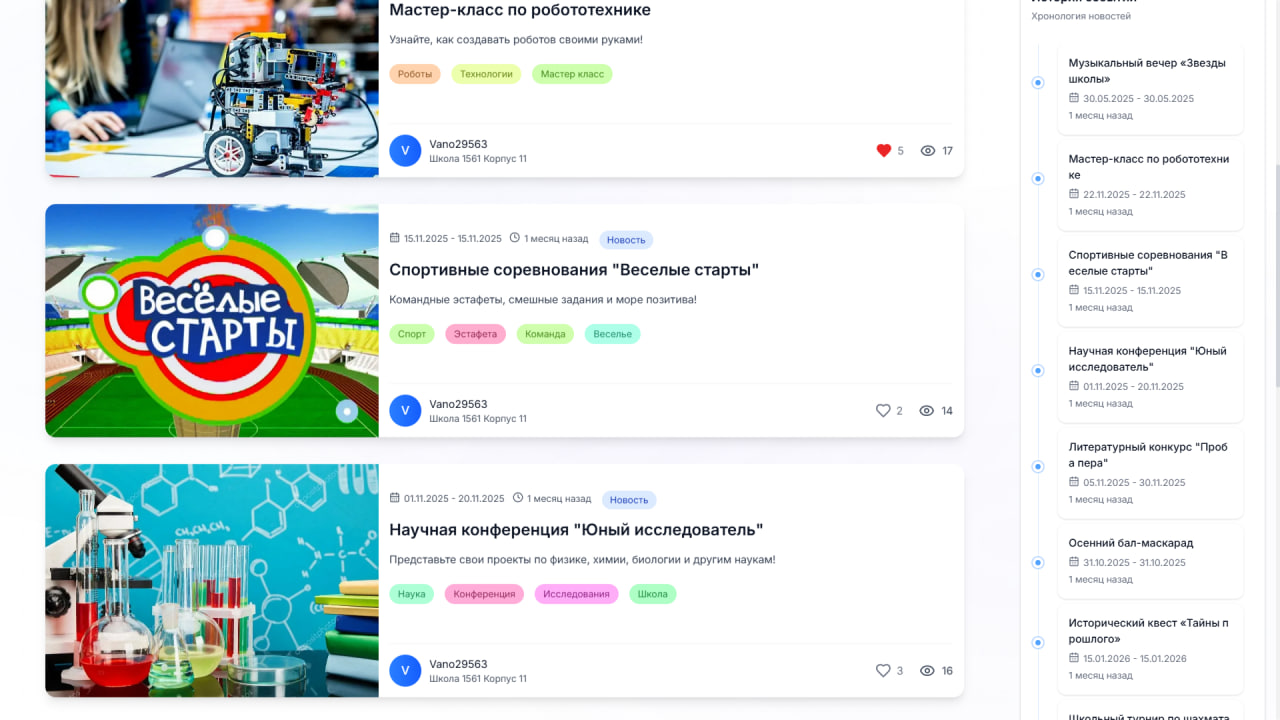 Мастер-класс по робототехнике
Узнайте, как создавать роботов своими руками!
Роботы
Технологии
Мастер класс
V
Vano29563
Школа 1561 Корпус 11
5
17
ВЕСЁЛЫЕ
СТАРТЫ
15.11.2025 - 15.11.2025
1 месяц назад
Новость
Спортивные соревнования "Веселые старты"
Командные эстафеты, смешные задания и море позитива!
Спорт
Эстафета
Команда
Веселье
V
Vano29563
Школа 1561 Корпус 11
2
14
01.11.2025 - 20.11.2025
1 месяц назад
Новость
Научная конференция "Юный исследователь"
Представьте свои проекты по физике, химии, биологии и другим наукам!
Наука
Конференция
Исследования
Школа
V
Vano29563
Школа 1561 Корпус 11
3
16
Хронология новостей
Музыкальный вечер «Звезды
школы»
30.05.2025 - 30.05.2025
1 месяц назад
Мастер-класс по робототехни
ке
22.11.2025 - 22.11.2025
1 месяц назад
Спортивные соревнования "В
еселые старты"
15.11.2025 - 15.11.2025
1 месяц назад
Научная конференция "Юный
исследователь"
01.11.2025 - 20.11.2025
1 месяц назад
Литературный конкурс "Проб
а пера"
05.11.2025 - 30.11.2025
1 месяц назад
Осенний бал-маскарад
31.10.2025 - 31.10.2025
1 месяц назад
Исторический квест «Тайны п
рошлого»
15.01.2026 - 15.01.2026
1 месяц назад
Школьный турнир по шахмата